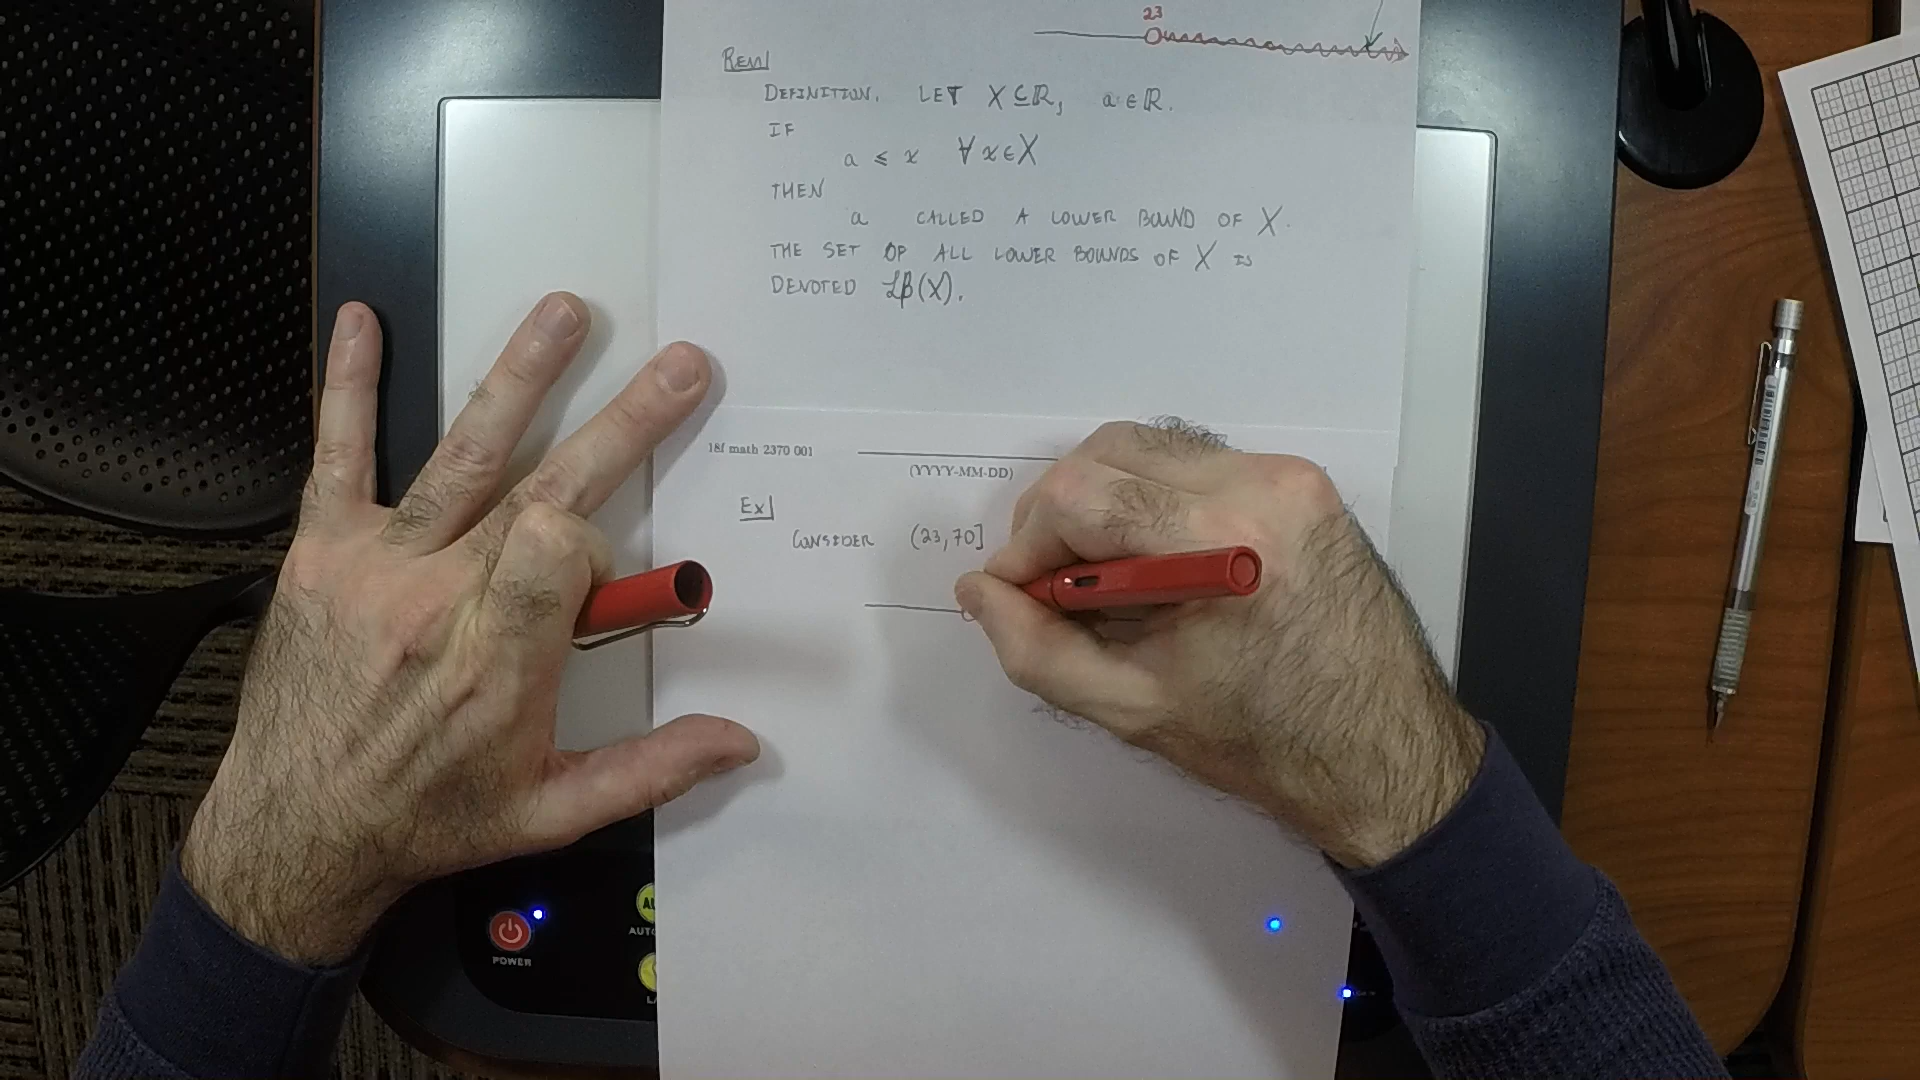 23
Rem
DEFINITION. LET X ⊆ ℝ, a ∈ ℝ.
IF
a ≤ x ∀ x ∈ X
THEN
a CALLED A LOWER BOUND OF X.
THE SET OF ALL LOWER BOUNDS OF X IS
DENOTED ℒℬ(X).
18f math 2370 001
(YYYY-MM-DD)
Ex
CONSIDER (23,70]
POWER